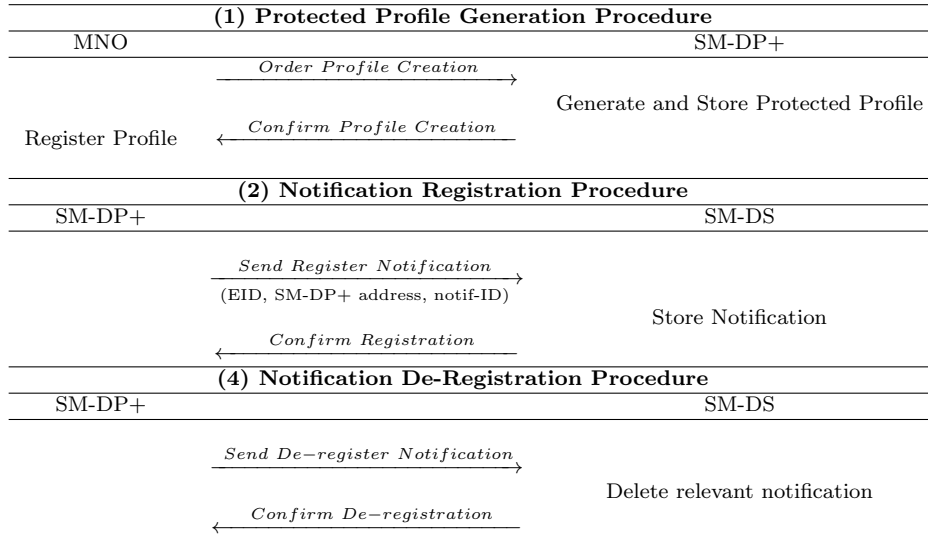 (1) Protected Profile Generation Procedure
MNO SM-DP+
Order Profile Creation
Generate and Store Protected Profile
Confirm Profile Creation
Register Profile
(2) Notification Registration Procedure
SM-DP+ SM-DS
Send Register Notification
(EID, SM-DP+ address, notif-ID)
Store Notification
Confirm Registration
(4) Notification De-Registration Procedure
SM-DP+ SM-DS
Send De−register Notification
Delete relevant notification
Confirm De−registration